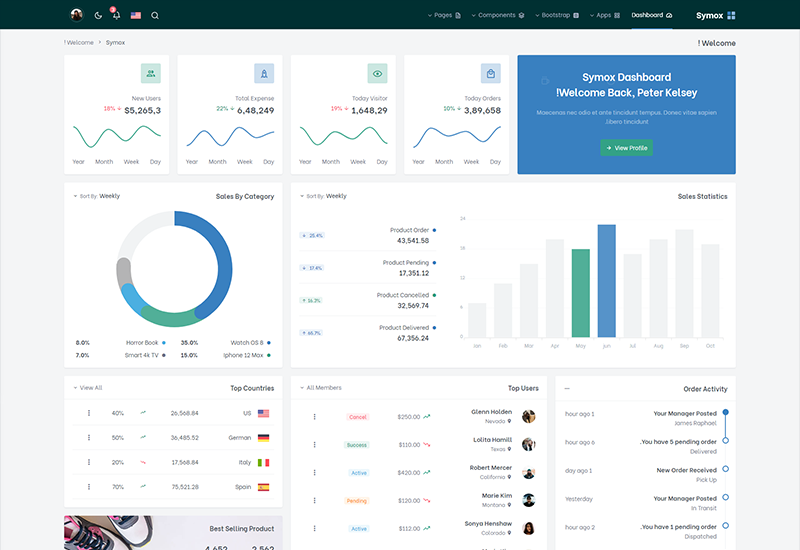 3
Pages
Components
Bootstrap
Apps
Dashboard
Symox
! Welcome > Symox
! Welcome
New Users
18% $5,265,3
Year Month Week Day
Total Expense
22% 6,48,249
Year Month Week Day
Today Visitor
19% 1,648,29
Year Month Week Day
Today Orders
10% 3,89,658
Year Month Week Day
Symox Dashboard
!Welcome Back, Peter Kelsey
Maecenas nec odio et ante tincidunt tempus. Donec vitae sapien
.libero tincidunt
View Profile
Sort By: Weekly
Sales By Category
8.0% Horror Book 35.0% Watch OS 8
7.0% Smart 4k TV 15.0% Iphone 12 Max
Sort By: Weekly
Sales Statistics
25.4% Product Order
43,541.58
17.4% Product Pending
17,351.12
16.3% Product Cancelled
32,569.74
Product Delivered
67,356.24
24
18
12
6
0
Jan Feb Mar Apr May Jun Jul Aug Sep Oct
View All
Top Countries
40% 26,568.84 US
50% 36,485.52 German
20% 17,568.84 Italy
70% 75,521.28 Spain
Best Selling Product
4,652 2,562
All Members
Top Users
Cancel $250.00 Glenn Holden
Nevada
Success $110.00 Lolita Hamill
Texas
Active $420.00 Robert Mercer
California
Pending $120.00 Marie Kim
Montana
Active $112.00 Sonya Henshaw
Colorado
Order Activity
hour ago 1 Your Manager Posted
James Raphael
hour ago 6 .You have 5 pending order
Delivered
day ago 1 New Order Received
Pick Up
Yesterday Your Manager Posted
In Transit
hour ago 2 .You have 1 pending order
Dispatched